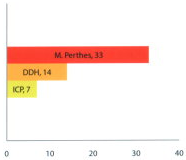 M. Perthes, 33
DDH, 14
ICP, 7
0 10 20 30 40